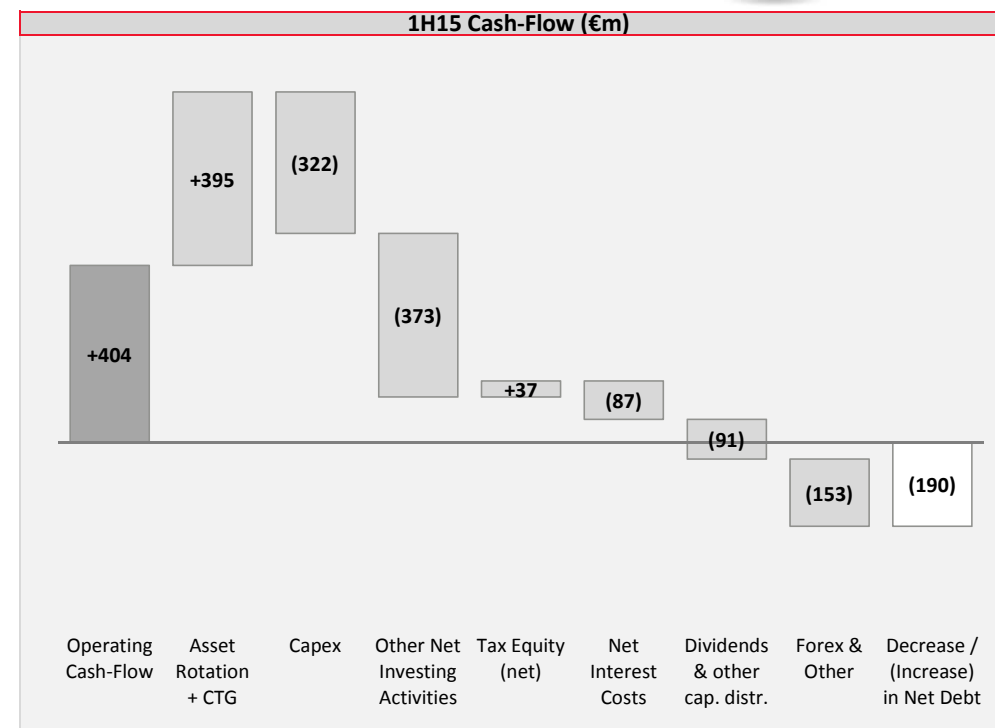 1H15 Cash-Flow (€m)
+404
+395
(322)
(373)
+37
(87)
(91)
(153)
(190)
Operating
Cash-Flow
Asset
Rotation
+ CTG
Capex
Other Net
Investing
Activities
Tax Equity
(net)
Net
Interest
Costs
Dividends
& other
cap. distr.
Forex &
Other
Decrease /
(Increase)
in Net Debt